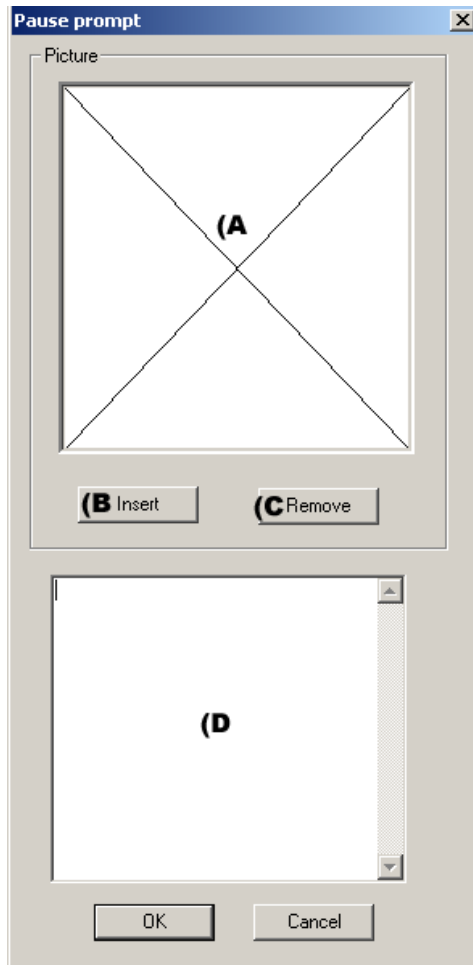 Pause prompt
Picture
(A
(B Insert
(C Remove
(D
OK
Cancel